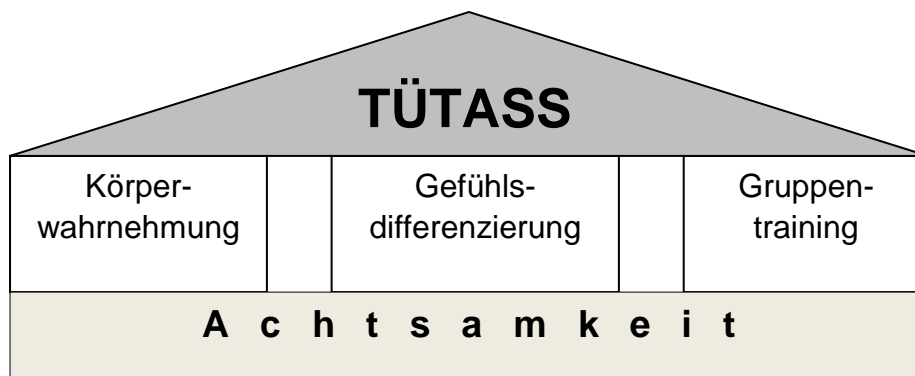 TÜTASS
Körper-
wahrnehmung
Gefühls-
differenzierung
Gruppen-
training
A c h t s a m k e i t